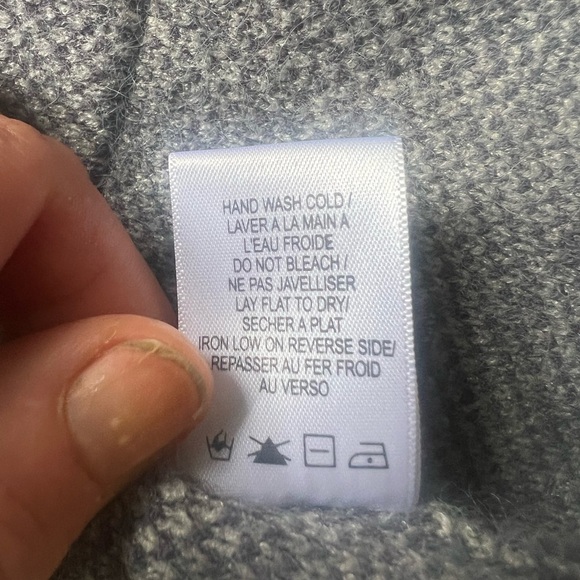 HAND WASH COLD /
LAVER A LA MAIN A
L'EAU FROIDE
DO NOT BLEACH /
NE PAS JAVELLISER
LAY FLAT TO DRY/
SECHER A PLAT
IRON LOW ON REVERSE SIDE/
REPASSER AU FER FROID
AU VERSO